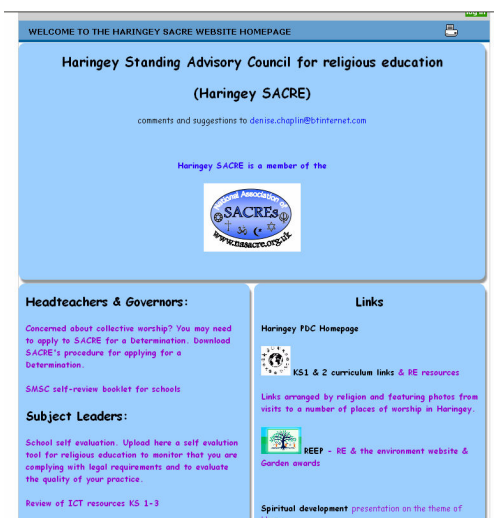 log in
WELCOME TO THE HARINGEY SACRE WEBSITE HOMEPAGE
Haringey Standing Advisory Council for religious education
(Haringey SACRE)
comments and suggestions to denise.chaplin@btinternet.com
Haringey SACRE is a member of the
National Association of
SACREs
www.nasacre.org.uk
Headteachers & Governors:
Concerned about collective worship? You may need
to apply to SACRE for a Determination. Download
SACRE's procedure for applying for a
Determination.
SMSC self-review booklet for schools
Subject Leaders:
School self evaluation. Upload here a self evalution
tool for religious education to monitor that you are
complying with legal requirements and to evaluate
the quality of your practice.
Review of ICT resources KS 1-3
Links
Haringey PDC Homepage
KS1 & 2 curriculum links & RE resources
Links arranged by religion and featuring photos from
visits to a number of places of worship in Haringey.
REEP - RE & the environment website &
Garden awards
Spiritual development presentation on the theme of